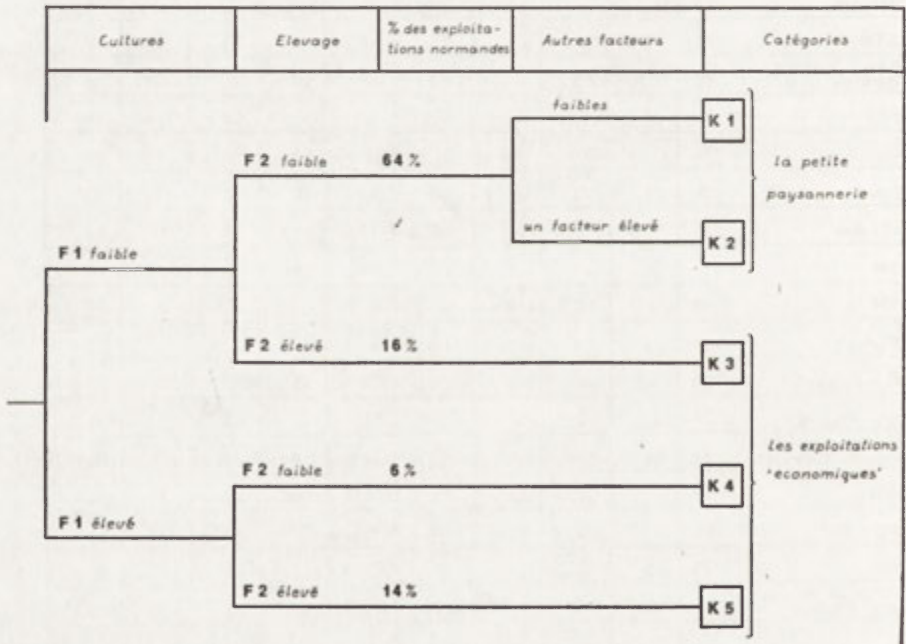 Cultures
Elevage
% des exploita-
tions normandes
Autres facteurs
Catégories
faibles
K 1
F 2 faible 64 %
la petite
paysannerie
un facteur élevé
K 2
F 1 faible
F 2 élevé 16 %
K 3
Les exploitations
"economiques"
F 2 faible 6 %
K 4
F 1 élevé
F 2 élevé 14 %
K 5